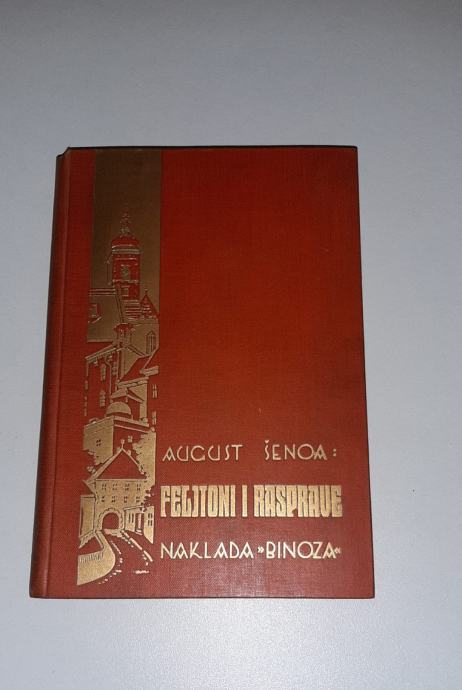 AUGUST ŠENOA:
FELJTONI I RASPRAVE
NAKLADA »BINOZA«